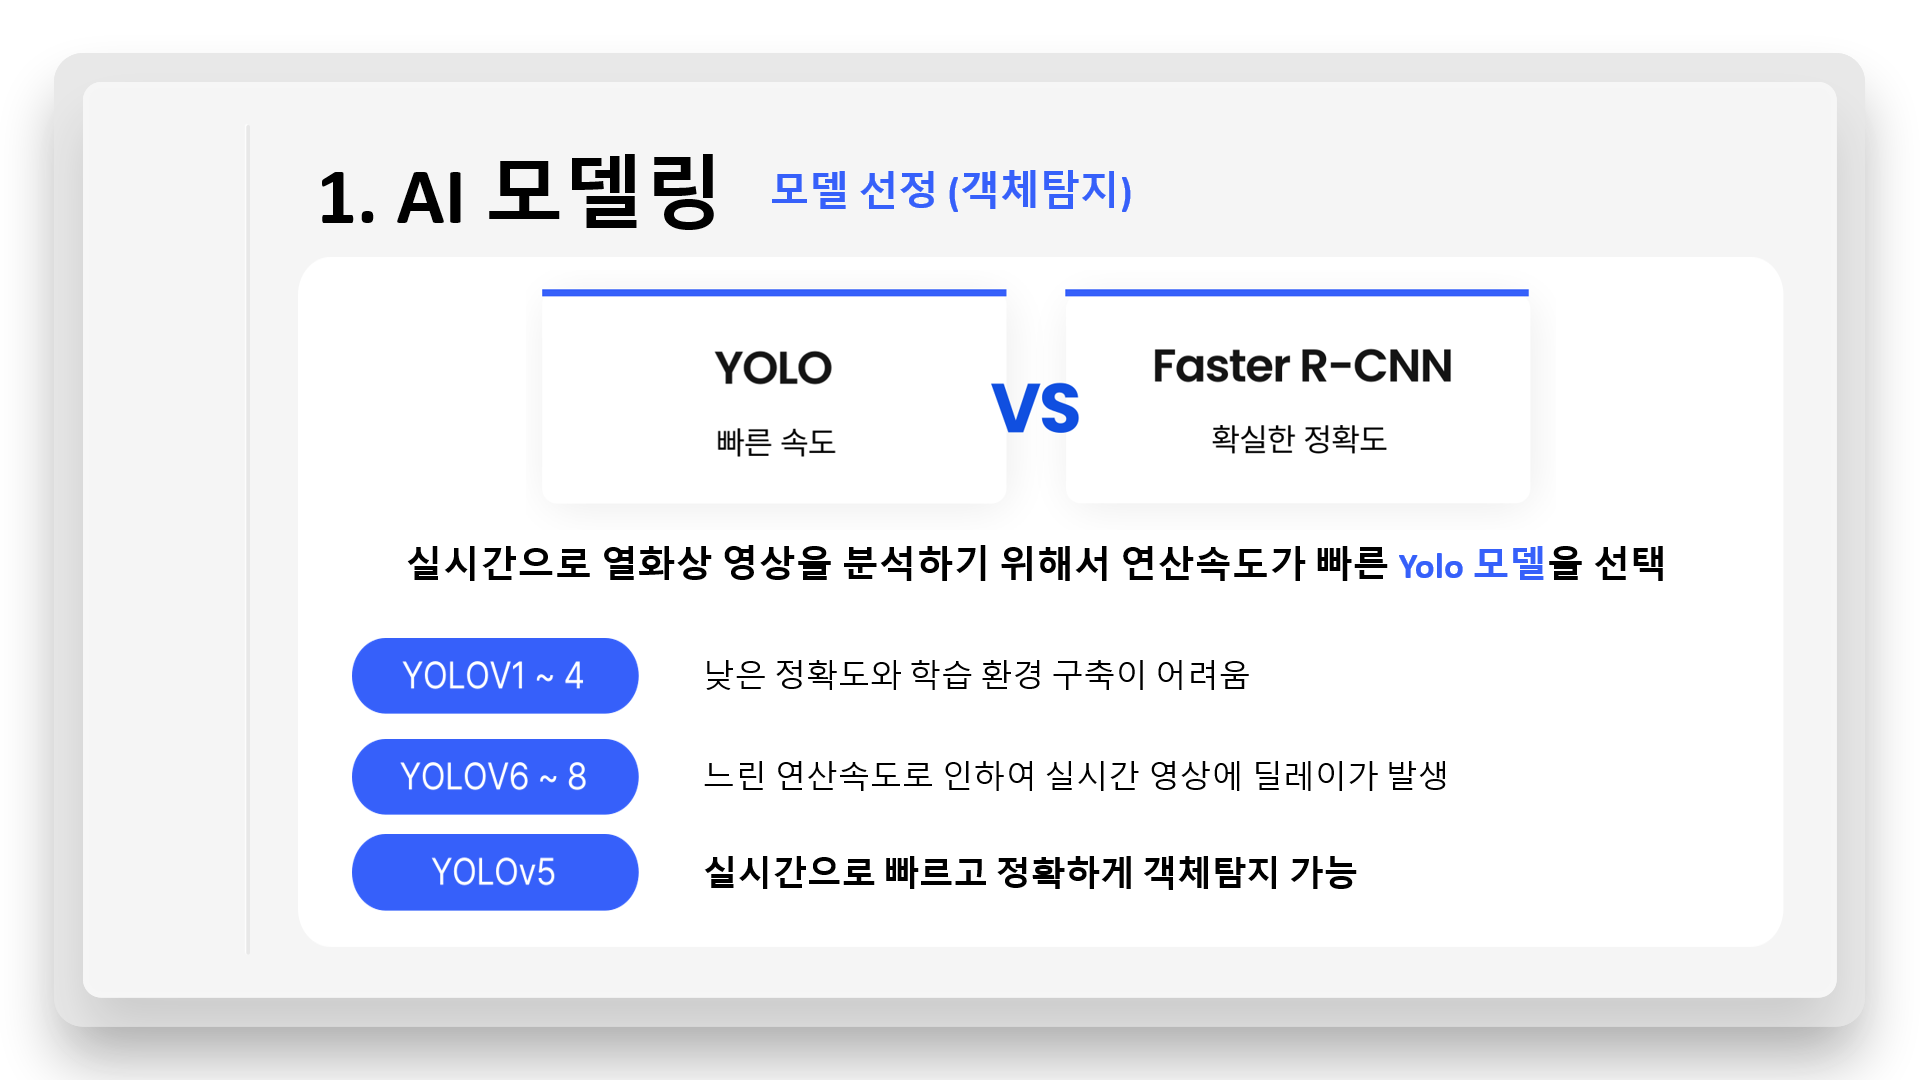 1. AI 모델링 모델 선정 (객체탐지)
YOLO
빠른 속도
VS
Faster R-CNN
확실한 정확도
실시간으로 열화상 영상을 분석하기 위해서 연산속도가 빠른 Yolo 모델을 선택
YOLOV1 ~ 4 낮은 정확도와 학습 환경 구축이 어려움
YOLOV6 ~ 8 느린 연산속도로 인하여 실시간 영상에 딜레이가 발생
YOLOv5 실시간으로 빠르고 정확하게 객체탐지 가능